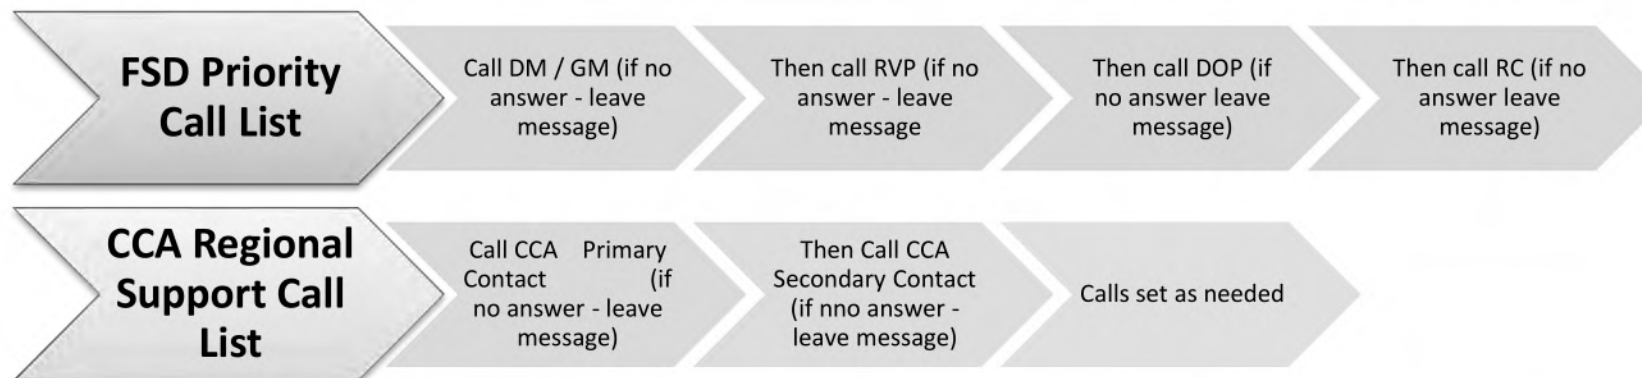 FSD Priority
Call List
Call DM / GM (if no
answer - leave
message)
Then call RVP (if no
answer - leave
message
Then call DOP (if
no answer leave
message)
Then call RC (if no
answer leave
message)
CCA Regional
Support Call
List
Call CCA Primary
Contact (if
no answer - leave
message)
Then Call CCA
Secondary Contact
(if nno answer -
leave message)
Calls set as needed